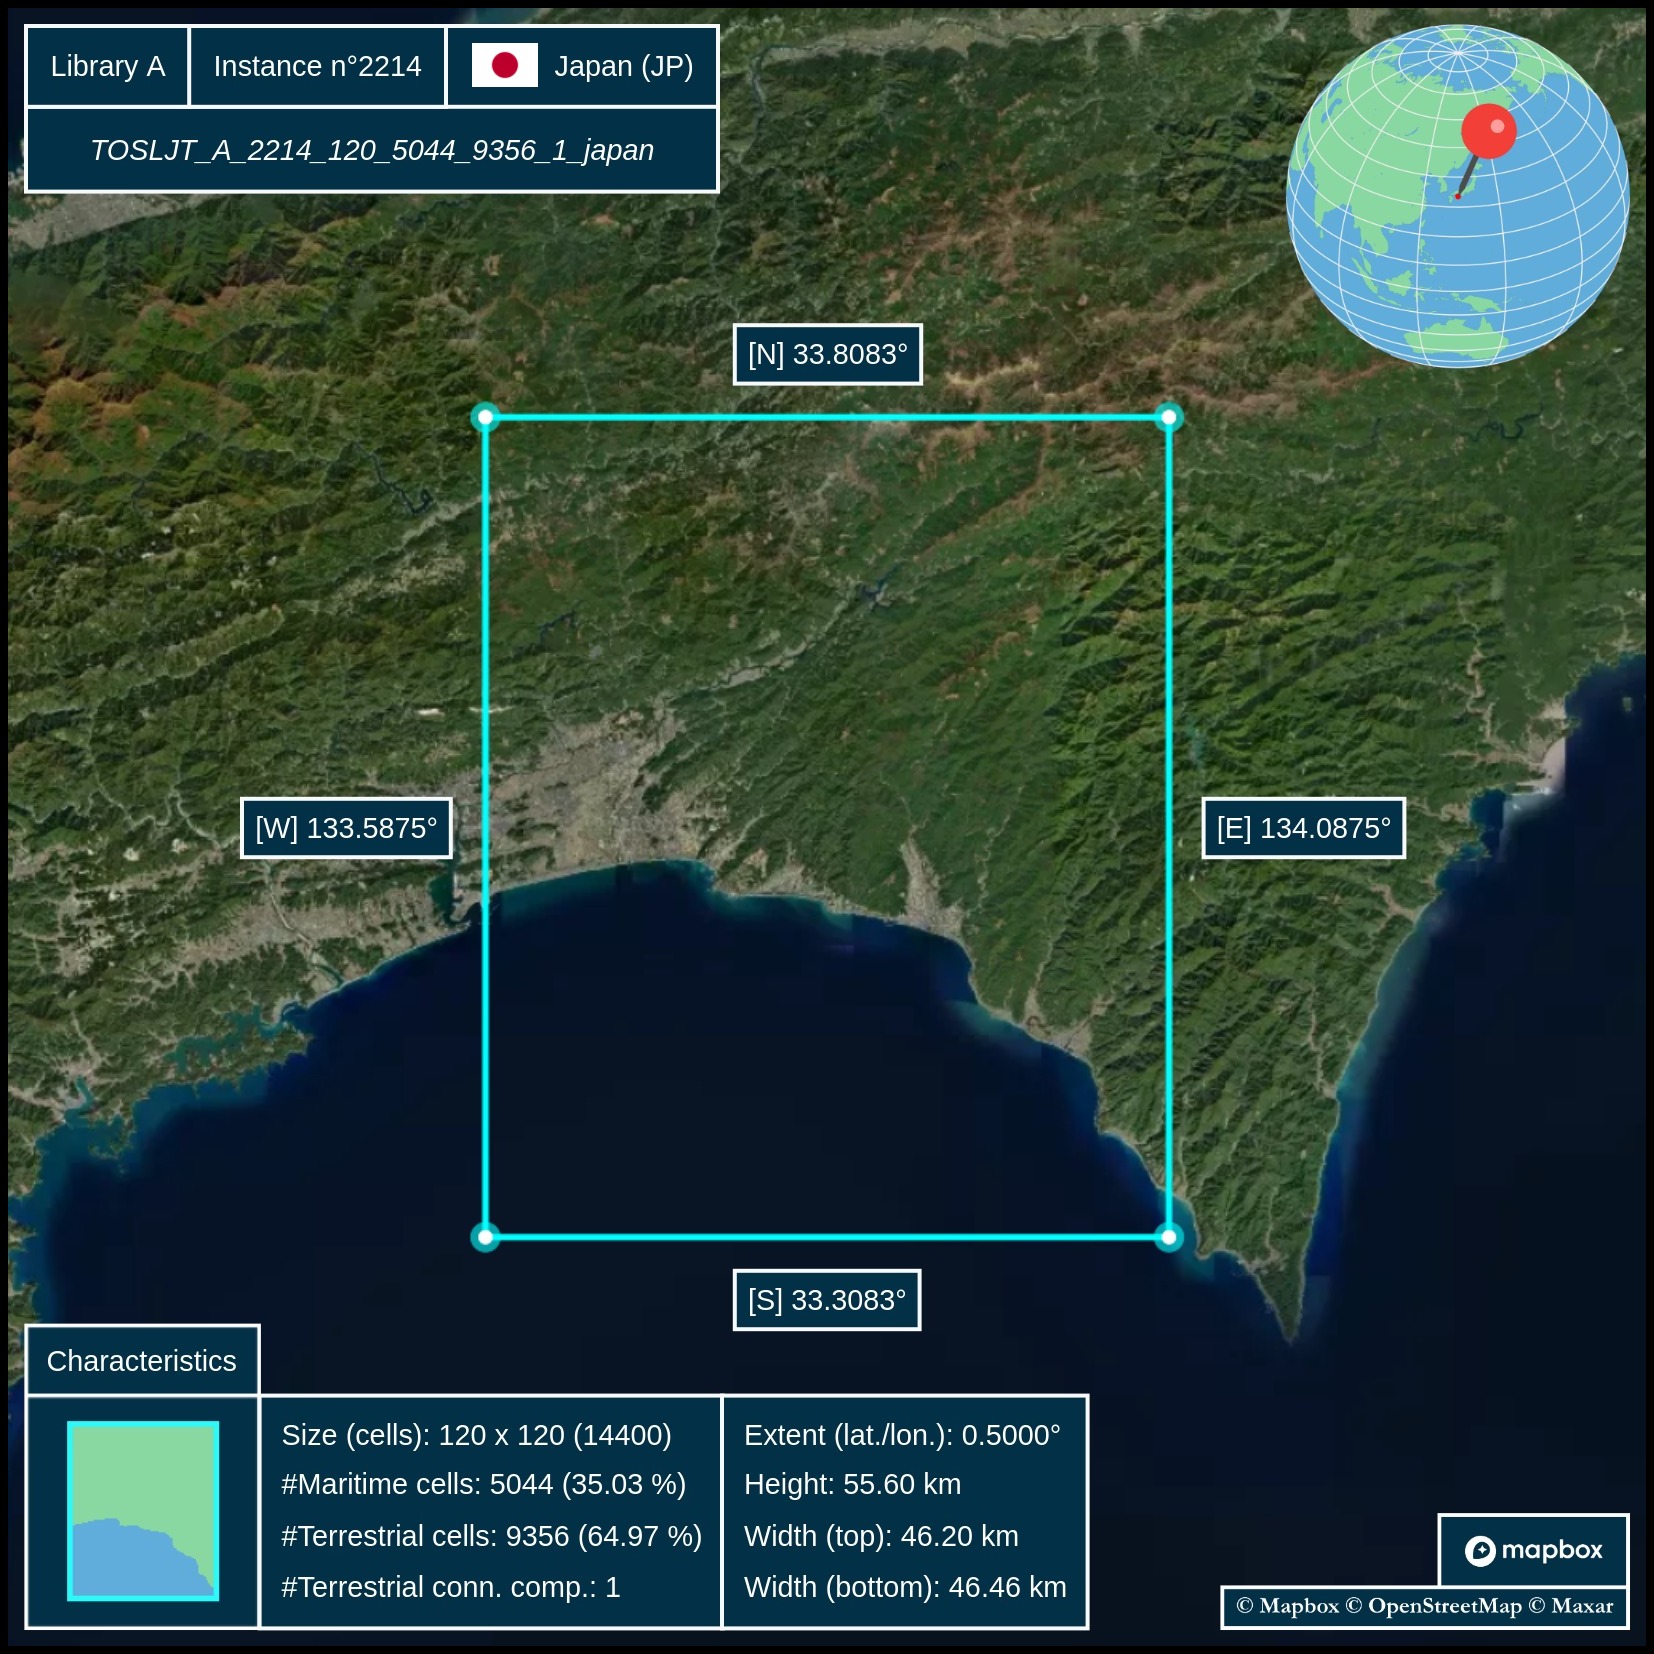 Library A
Instance n°2214
Japan (JP)
TOSLJT_A_2214_120_5044_9356_1_japan
[N] 33.8083°
[W] 133.5875°
[E] 134.0875°
[S] 33.3083°
Characteristics
Size (cells): 120 x 120 (14400)
#Maritime cells: 5044 (35.03 %)
#Terrestrial cells: 9356 (64.97 %)
#Terrestrial conn. comp.: 1
Extent (lat./lon.): 0.5000°
Height: 55.60 km
Width (top): 46.20 km
Width (bottom): 46.46 km
mapbox
© Mapbox © OpenStreetMap © Maxar